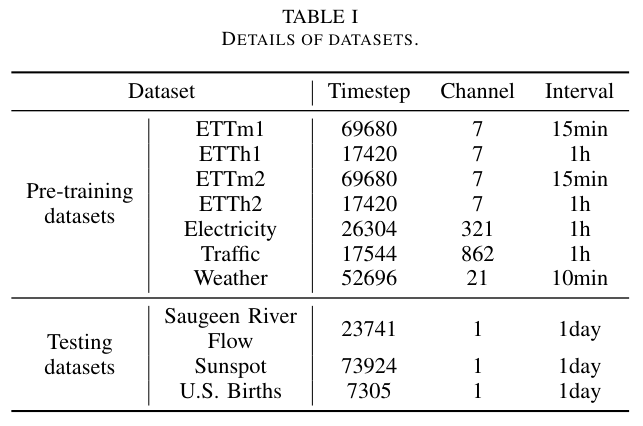 TABLE I
DETAILS OF DATASETS.
Dataset Timestep Channel Interval
Pre-training datasets
ETTm1 69680 7 15min
ETTh1 17420 7 1h
ETTm2 69680 7 15min
ETTh2 17420 7 1h
Electricity 26304 321 1h
Traffic 17544 862 1h
Weather 52696 21 10min
Testing datasets
Saugeen River
Flow 23741 1 1day
Sunspot 73924 1 1day
U.S. Births 7305 1 1day